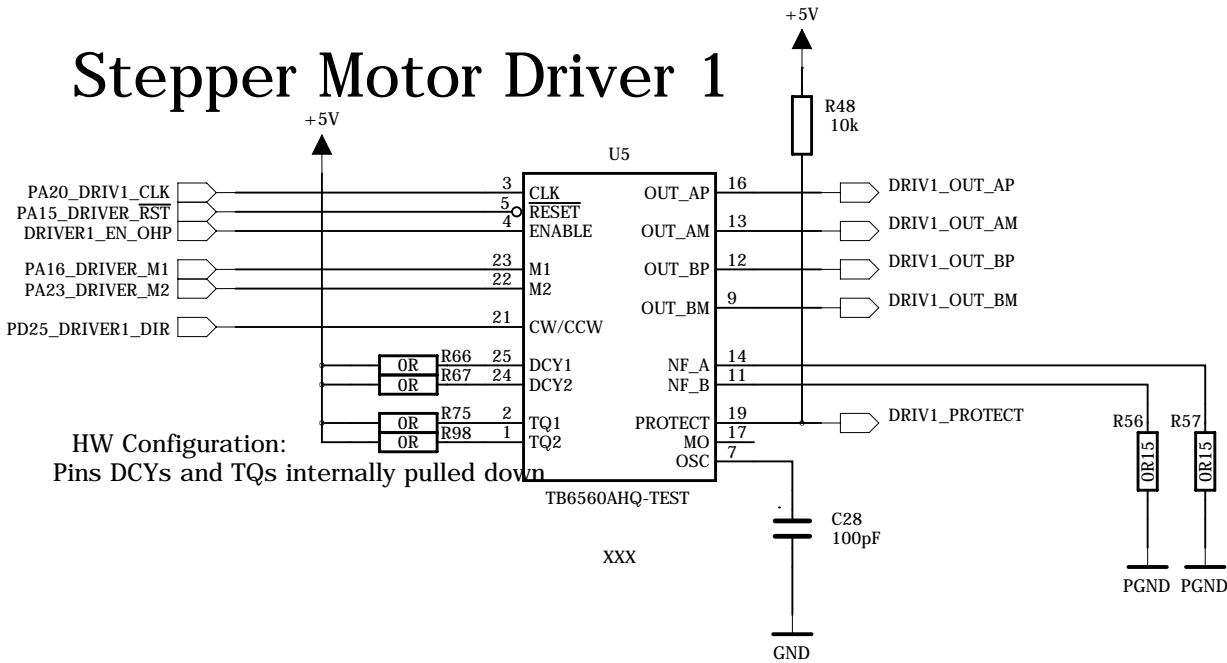 +5V
Stepper Motor Driver 1
+5V
R48
10k
U5
PA20_DRIV1_CLK 3 CLK OUT_AP 16 DRIV1_OUT_AP
PA15_DRIVER_RST 5 RESET
DRIVER1_EN_OHP 4 ENABLE OUT_AM 13 DRIV1_OUT_AM
PA16_DRIVER_M1 23 M1 OUT_BP 12 DRIV1_OUT_BP
PA23_DRIVER_M2 22 M2
OUT_BM 9 DRIV1_OUT_BM
PD25_DRIVER1_DIR 21 CW/CCW
0R R66 25 DCY1 NF_A 14
0R R67 24 DCY2 NF_B 11
0R R75 2 TQ1 PROTECT 19 DRIV1_PROTECT
0R R98 1 TQ2 MO 17
OSC 7
R56 R57
0R15 0R15
HW Configuration:
Pins DCYs and TQs internally pulled down
TB6560AHQ-TEST
C28
100pF
XXX
PGND PGND
GND